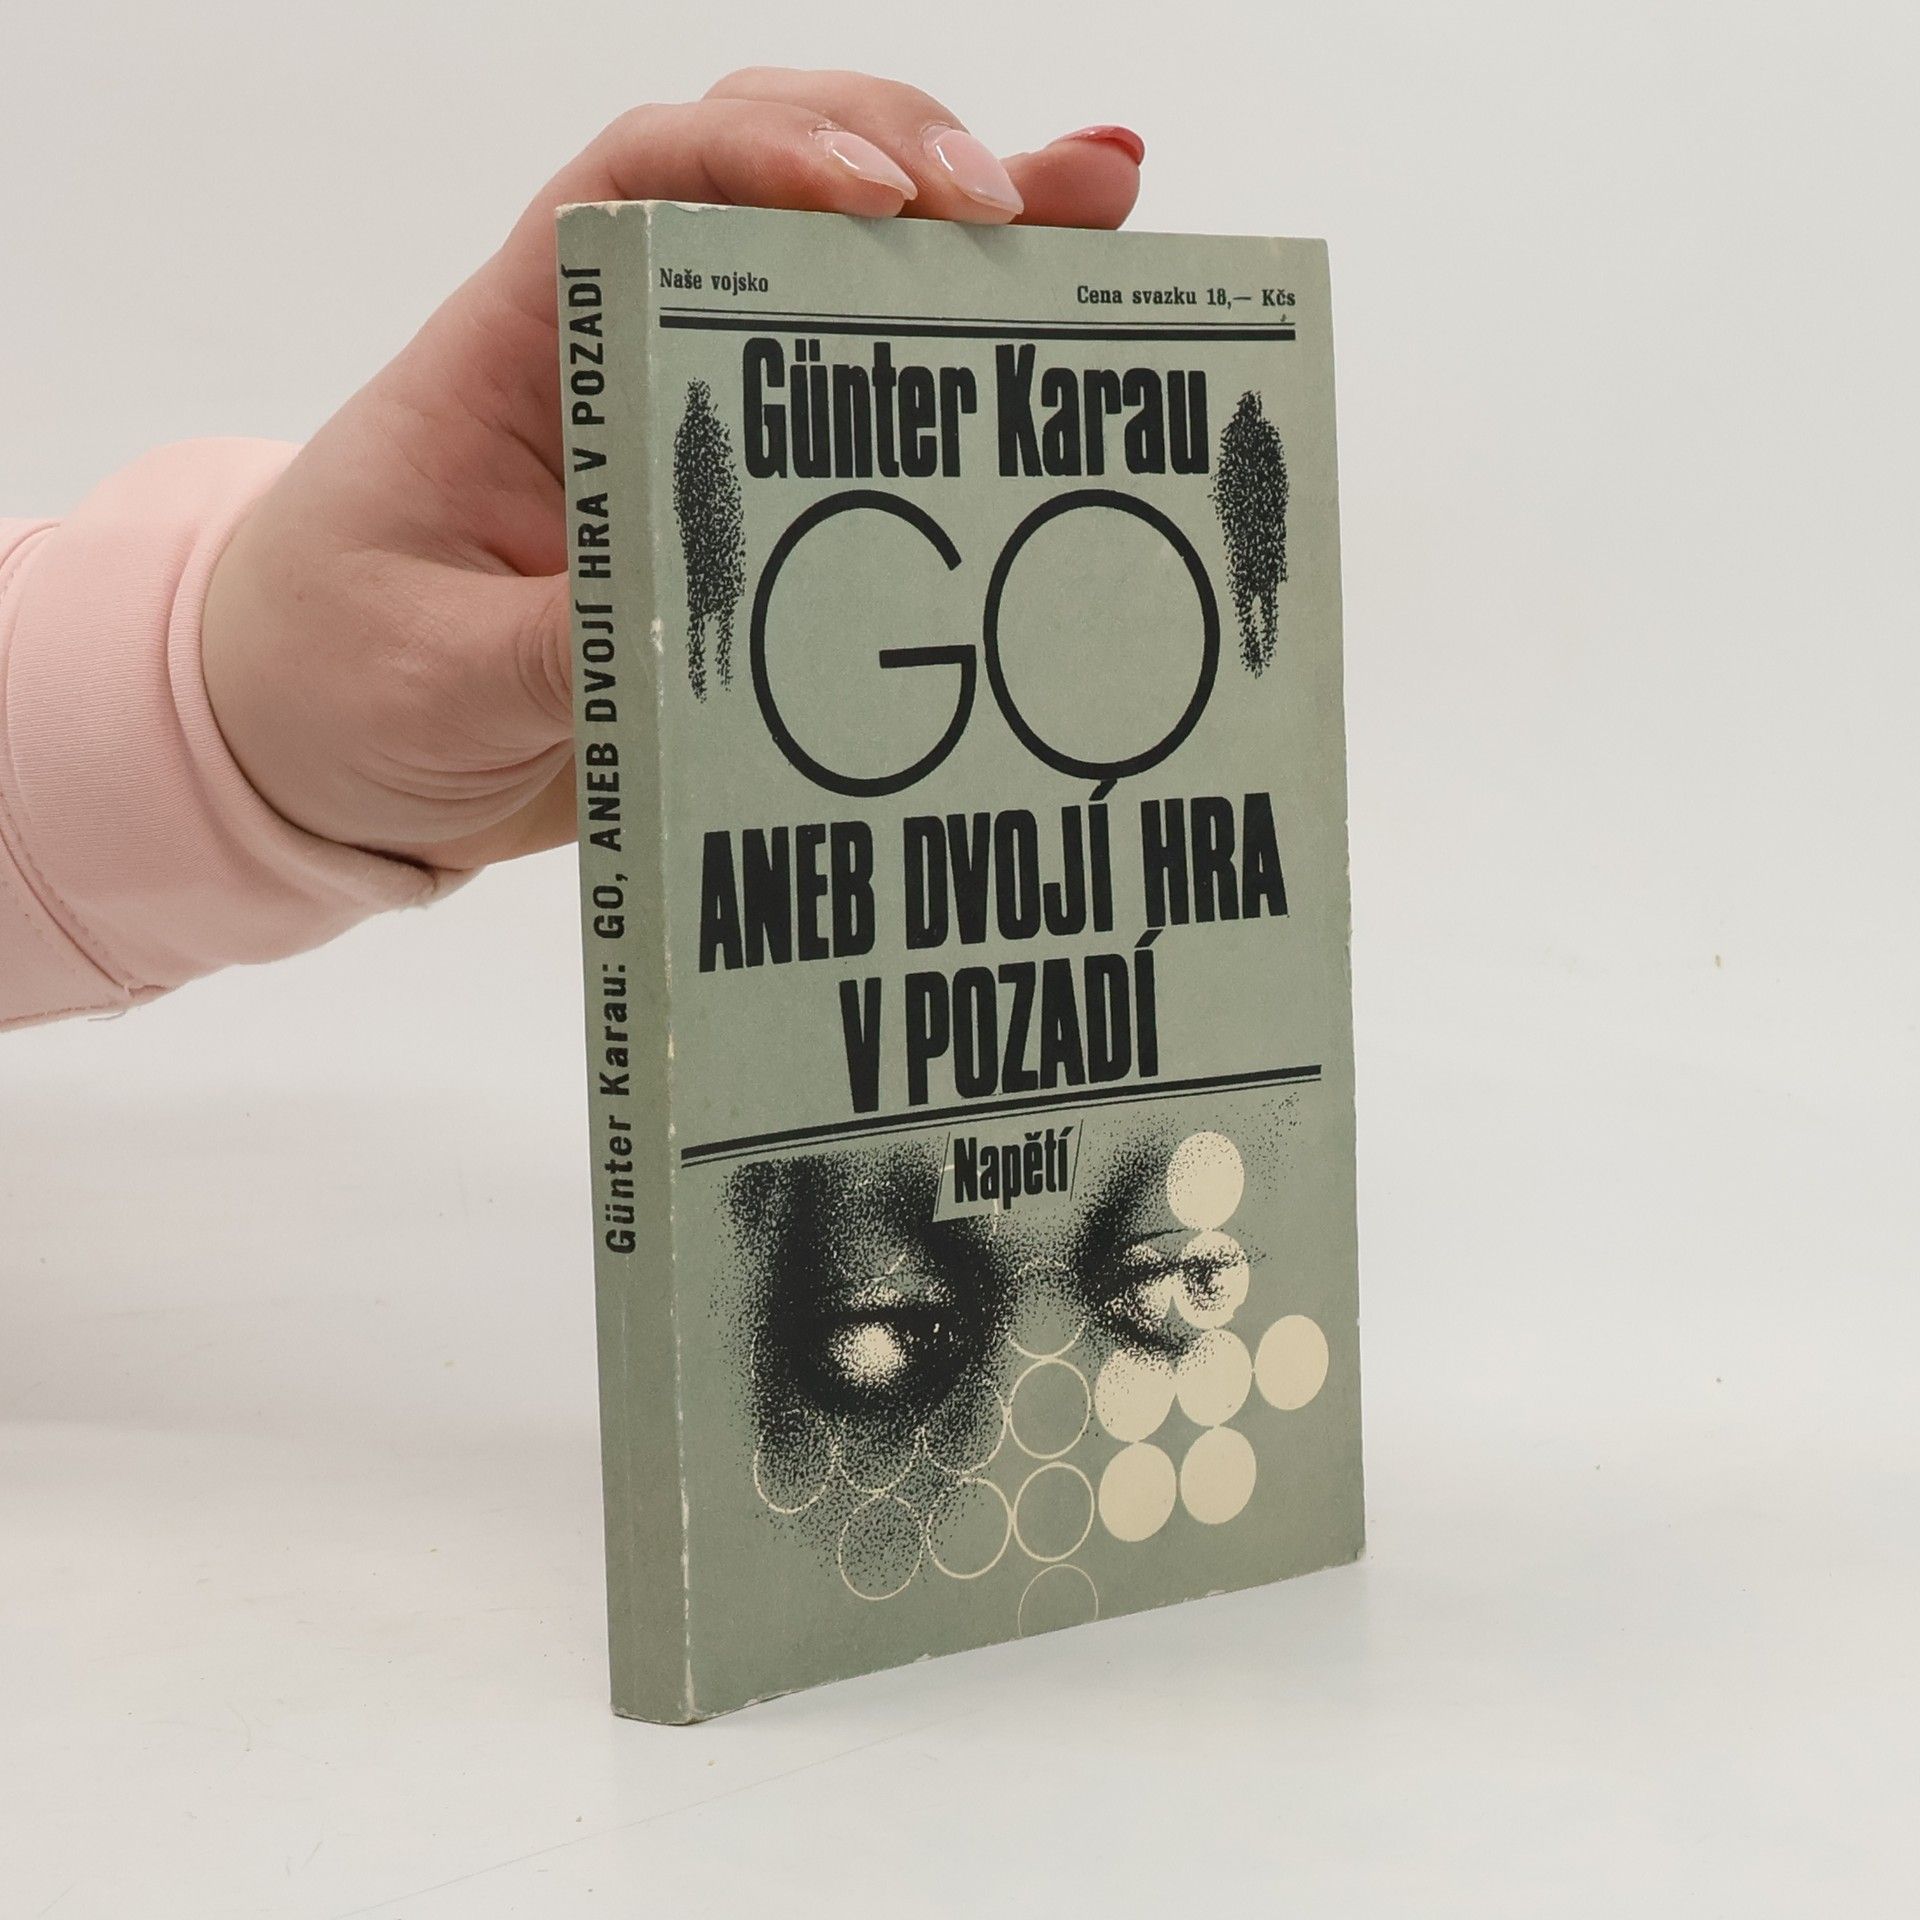 Günter Karau: GO, ANEB DVOJÍ HRA V POZADÍ
Naše vojsko
Cena svazku 18,— Kčs
Günter Karau
GO
ANEB DVOJÍ HRA
V POZADÍ
Napětí